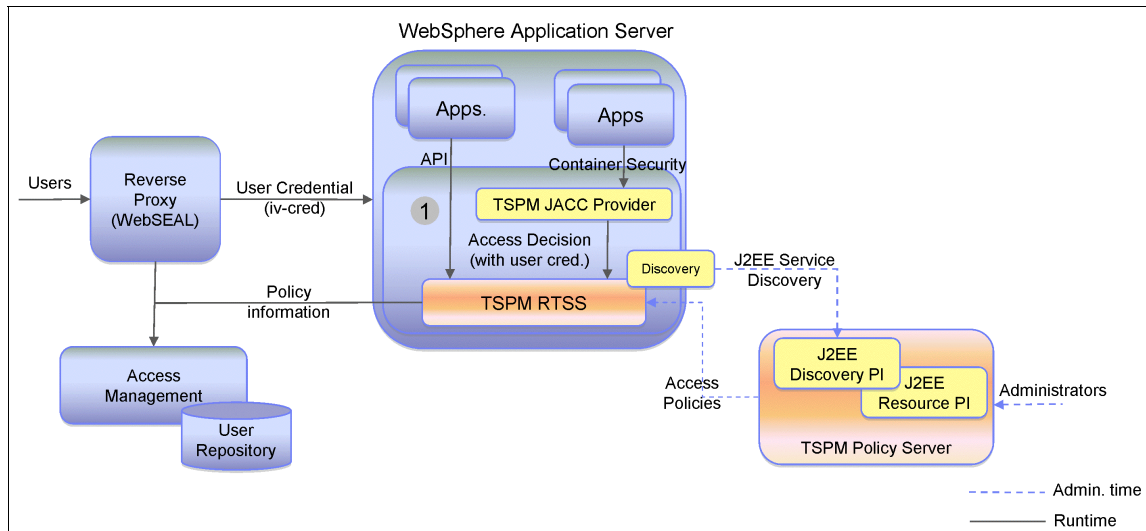 WebSphere Application Server
Apps.
Apps
API
Container Security
Users
Reverse
Proxy
(WebSEAL)
User Credential
(iv-cred)
1
TSPM JACC Provider
Access Decision
(with user cred.)
Discovery
J2EE Service
Discovery
Policy
information
TSPM RTSS
Access
Management
User
Repository
Access
Policies
J2EE
Discovery PI
J2EE
Resource PI
Administrators
TSPM Policy Server
Admin. time
Runtime